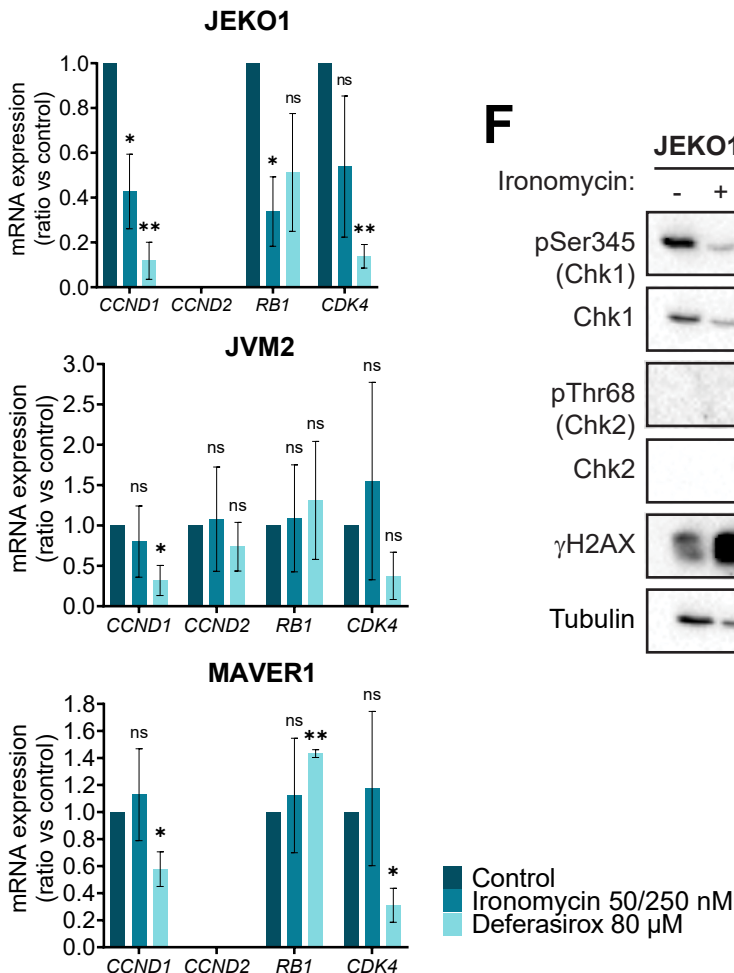 JEKO1
mRNA expression
(ratio vs control)
1.0
0.8
0.6
0.4
0.2
0.0
*
**
*
ns
ns
**
CCND1 CCND2 RB1 CDK4
JVM2
mRNA expression
(ratio vs control)
3.0
2.5
2.0
1.5
1.0
0.5
0.0
ns
*
ns
ns
ns
ns
ns
ns
CCND1 CCND2 RB1 CDK4
MAVER1
mRNA expression
(ratio vs control)
1.8
1.6
1.4
1.2
1.0
0.8
0.6
0.4
0.2
0.0
ns
*
ns
**
ns
*
CCND1 CCND2 RB1 CDK4
Control
Ironomycin 50/250 nM
Deferasirox 80 µM
F
JEKO1
Ironomycin: - +
pSer345
(Chk1)
Chk1
pThr68
(Chk2)
Chk2
γH2AX
Tubulin